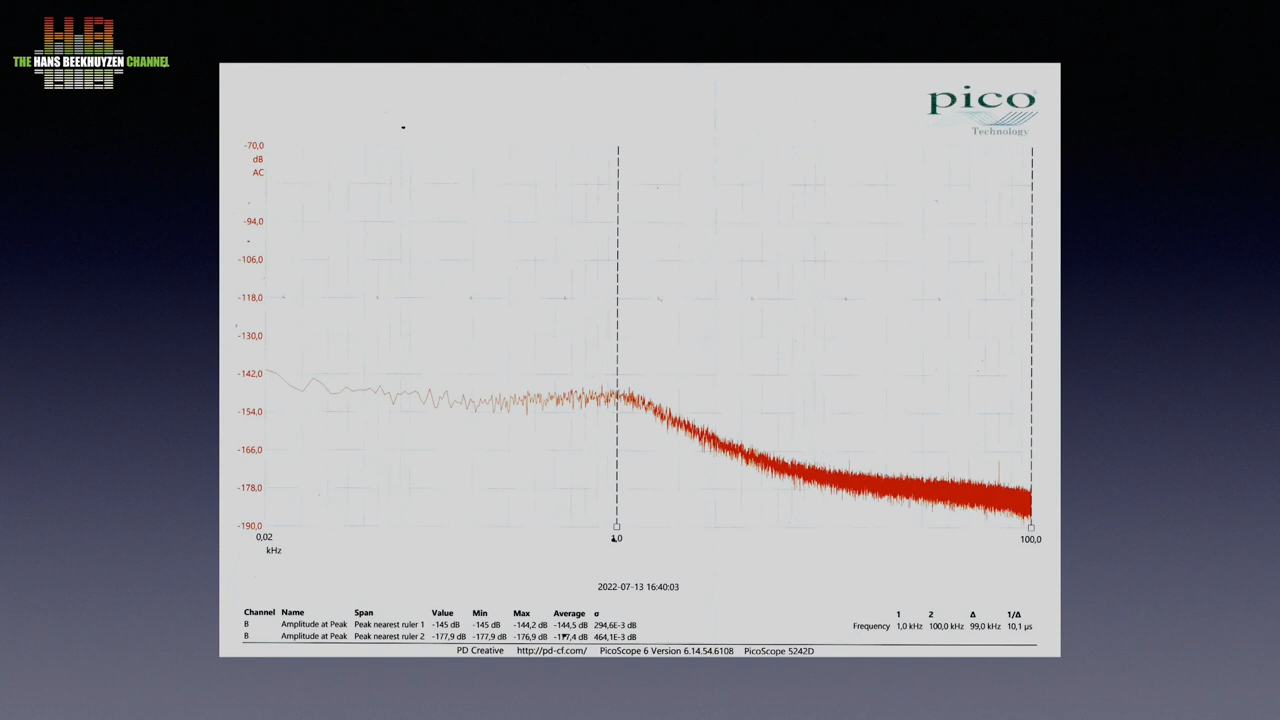 THE HANS BEEKHUYZEN CHANNEL
pico
Technology
-70,0
dB
AC
-94,0
-106,0
-118,0
-130,0
-142,0
-154,0
-166,0
-178,0
-190,0
0,02 1,0 100,0
kHz
2022-07-13 16:40:03
Channel Name Span Value Min Max Average σ 1 2 Δ 1/Δ
B Amplitude at Peak Peak nearest ruler 1 -145 dB -145 dB -144,2 dB -144,5 dB 294,6E-3 dB Frequency 1,0 kHz 100,0 kHz 99,0 kHz 10,1 µs
B Amplitude at Peak Peak nearest ruler 2 -177,9 dB -177,9 dB -176,9 dB -177,4 dB 464,1E-3 dB
PD Creative http://pd-cf.com/ PicoScope 6 Version 6.14.54.6108 PicoScope 5242D